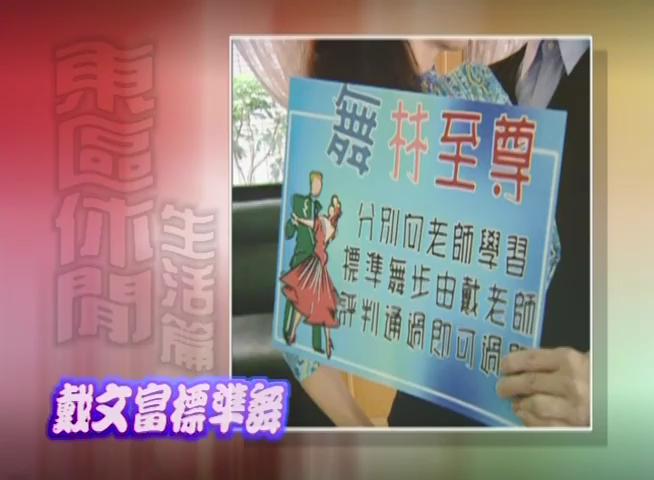 東區休閒
生活篇
舞林至尊
分別向老師學習
標準舞步由戴老師
評判通過即可過
戴文富標準舞